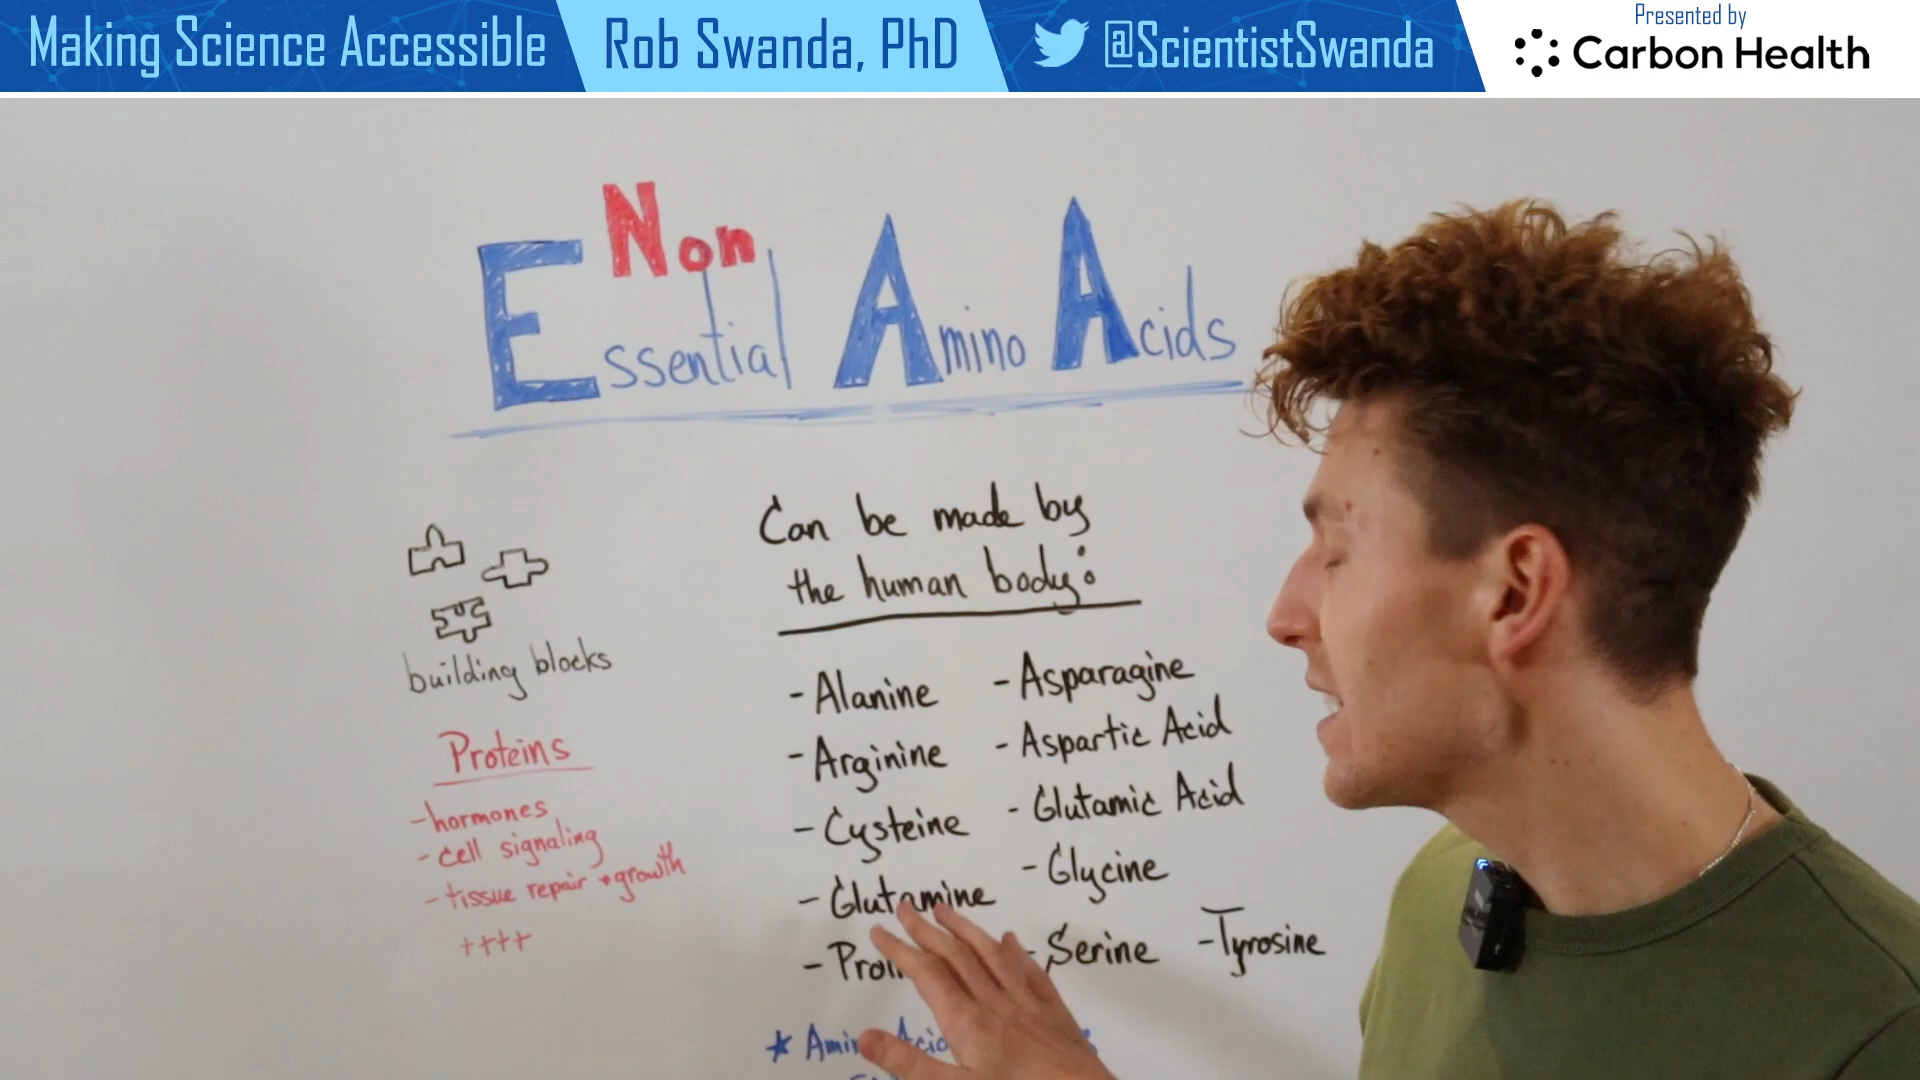 Making Science Accessible
Rob Swanda, PhD
@ScientistSwanda
Presented by
Carbon Health
Non
Essential Amino Acids
Can be made by
the human body:
building blocks
Proteins
-hormones
-cell signaling
-tissue repair +growth
++++
-Alanine
-Arginine
-Cysteine
-Glutamine
-Asparagine
-Aspartic Acid
-Glutamic Acid
-Glycine
-Serine
-Tyrosine